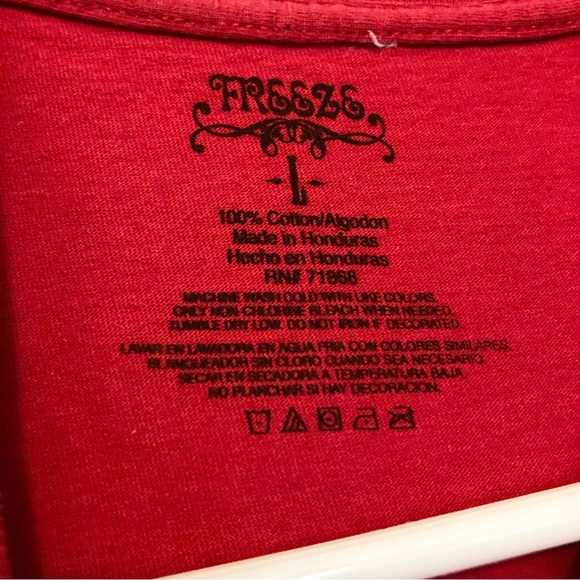 FREEZE
L
100% Cotton/Algodon
Made in Honduras
Hecho en Honduras
RN# 71868
MACHINE WASH COLD WITH LIKE COLORS.
ONLY NON-CHLORINE BLEACH WHEN NEEDED.
TUMBLE DRY LOW. DO NOT IRON IF DECORATED.
LAVAR EN LAVADORA EN AGUA FRIA CON COLORES SIMILARES.
BLANQUEADOR SIN CLORO CUANDO SEA NECESARIO.
SECAR EN SECADORA A TEMPERATURA BAJA
NO PLANCHAR SI HAY DECORACION.